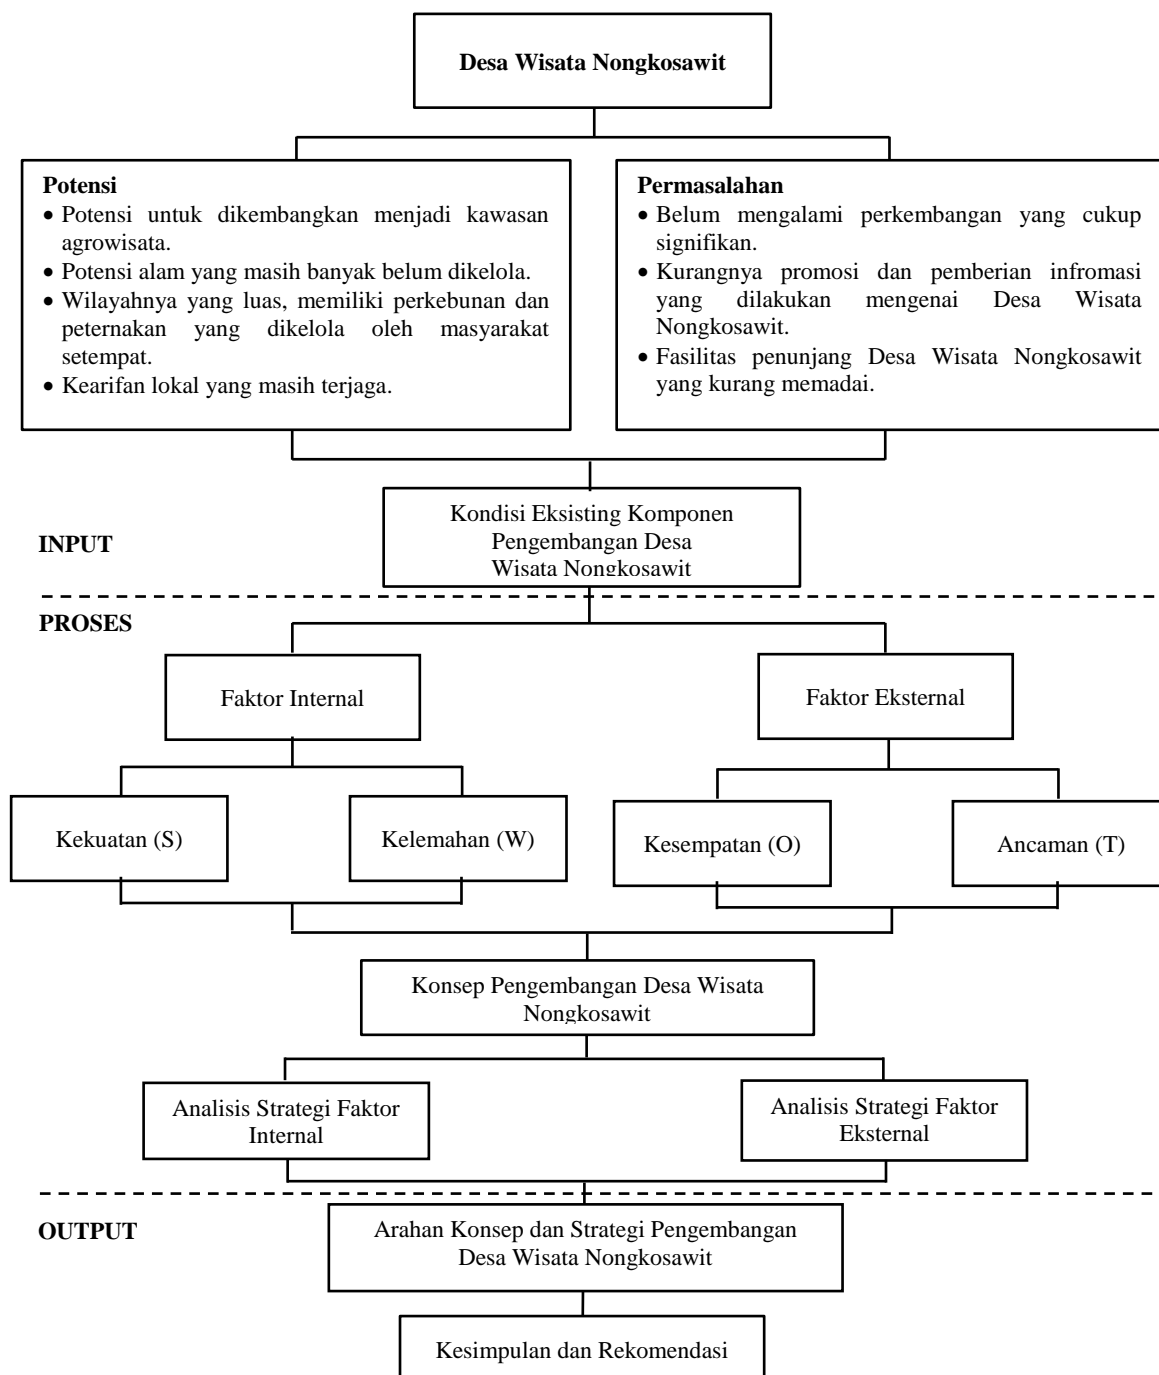 Desa Wisata Nongkosawit
Potensi
• Potensi untuk dikembangkan menjadi kawasan
agrowisata.
• Potensi alam yang masih banyak belum dikelola.
• Wilayahnya yang luas, memiliki perkebunan dan
peternakan yang dikelola oleh masyarakat
setempat.
• Kearifan lokal yang masih terjaga.
Permasalahan
• Belum mengalami perkembangan yang cukup
signifikan.
• Kurangnya promosi dan pemberian infromasi
yang dilakukan mengenai Desa Wisata
Nongkosawit.
• Fasilitas penunjang Desa Wisata Nongkosawit
yang kurang memadai.
Kondisi Eksisting Komponen
Pengembangan Desa
Wisata Nongkosawit
INPUT
PROSES
Faktor Internal
Faktor Eksternal
Kekuatan (S)
Kelemahan (W)
Kesempatan (O)
Ancaman (T)
Konsep Pengembangan Desa Wisata
Nongkosawit
Analisis Strategi Faktor
Internal
Analisis Strategi Faktor
Eksternal
OUTPUT
Arahan Konsep dan Strategi Pengembangan
Desa Wisata Nongkosawit
Kesimpulan dan Rekomendasi